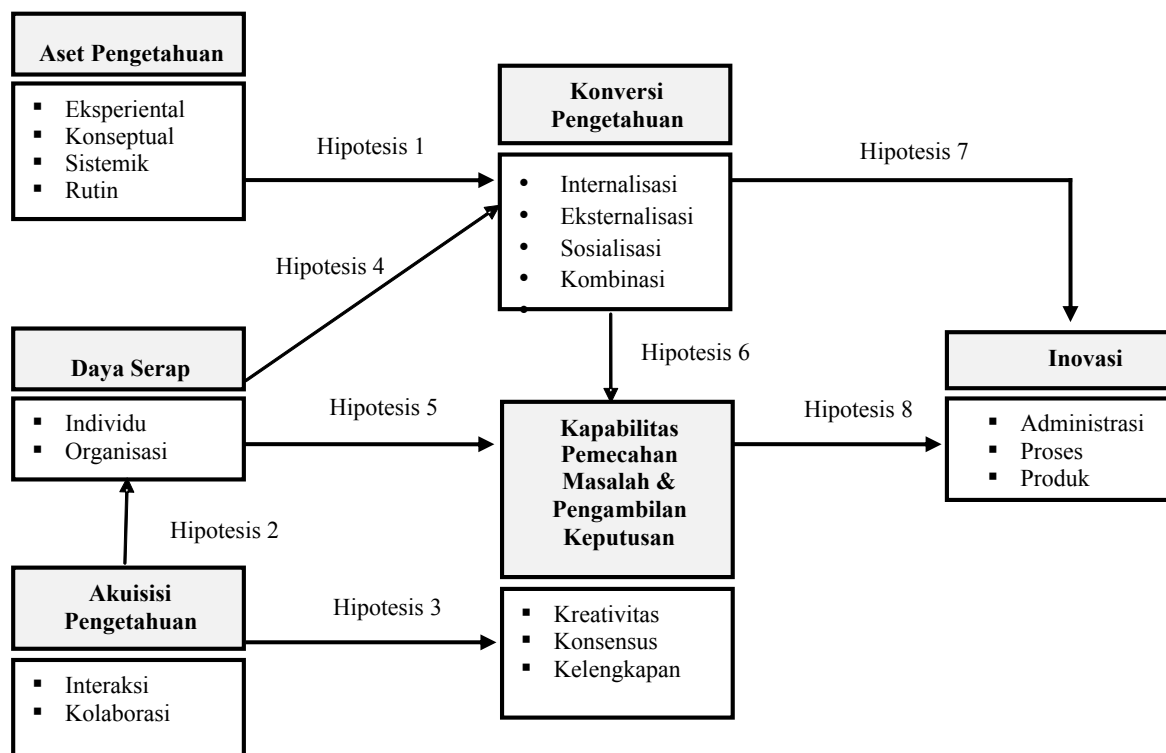 Aset Pengetahuan
▪ Eksperiental
▪ Konseptual
▪ Sistemik
▪ Rutin
Hipotesis 1
Konversi
Pengetahuan
• Internalisasi
• Eksternalisasi
• Sosialisasi
• Kombinasi
•
Hipotesis 7
Hipotesis 4
Daya Serap
▪ Individu
▪ Organisasi
Hipotesis 5
Hipotesis 6
Kapabilitas
Pemecahan
Masalah &
Pengambilan
Keputusan
▪ Kreativitas
▪ Konsensus
▪ Kelengkapan
Hipotesis 8
Inovasi
▪ Administrasi
▪ Proses
▪ Produk
Hipotesis 2
Akuisisi
Pengetahuan
▪ Interaksi
▪ Kolaborasi
Hipotesis 3